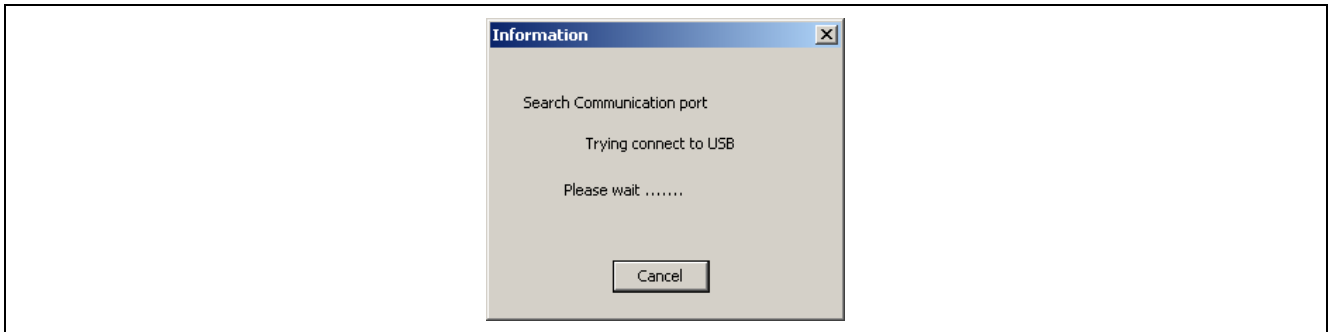 Information
Search Communication port
Trying connect to USB
Please wait .......
Cancel